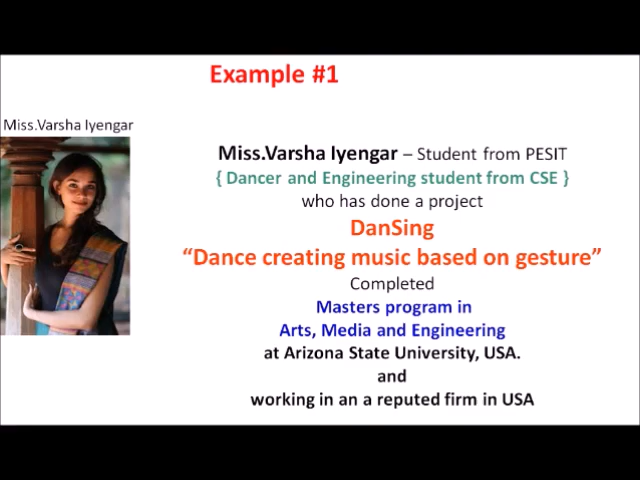 Example #1
Miss.Varsha Iyengar
Miss.Varsha Iyengar – Student from PESIT
{ Dancer and Engineering student from CSE }
who has done a project
DanSing
“Dance creating music based on gesture”
Completed
Masters program in
Arts, Media and Engineering
at Arizona State University, USA.
and
working in an a reputed firm in USA